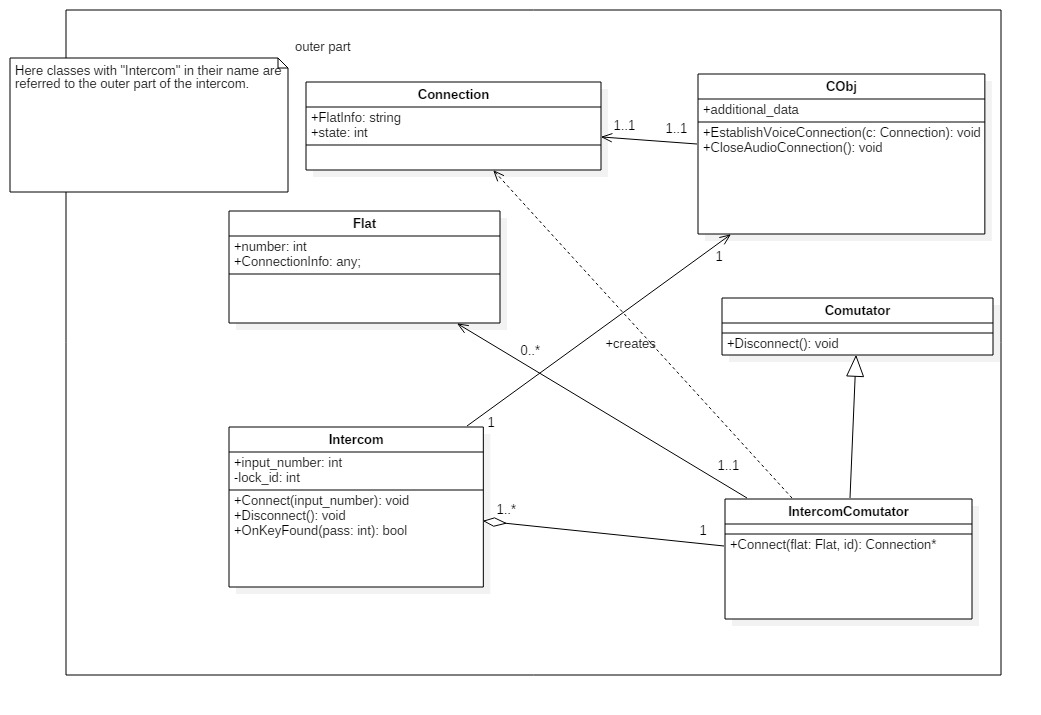 outer part
Here classes with "Intercom" in their name are
referred to the outer part of the intercom.
Connection
+FlatInfo: string
+state: int
CObj
+additional_data
+EstablishVoiceConnection(c: Connection): void
+CloseAudioConnection(): void
1..1
1..1
Flat
+number: int
+ConnectionInfo: any;
1
Comutator
+Disconnect(): void
+creates
0..*
1
Intercom
+input_number: int
-lock_id: int
+Connect(input_number): void
+Disconnect(): void
+OnKeyFound(pass: int): bool
1..1
1..*
1
IntercomComutator
+Connect(flat: Flat, id): Connection*